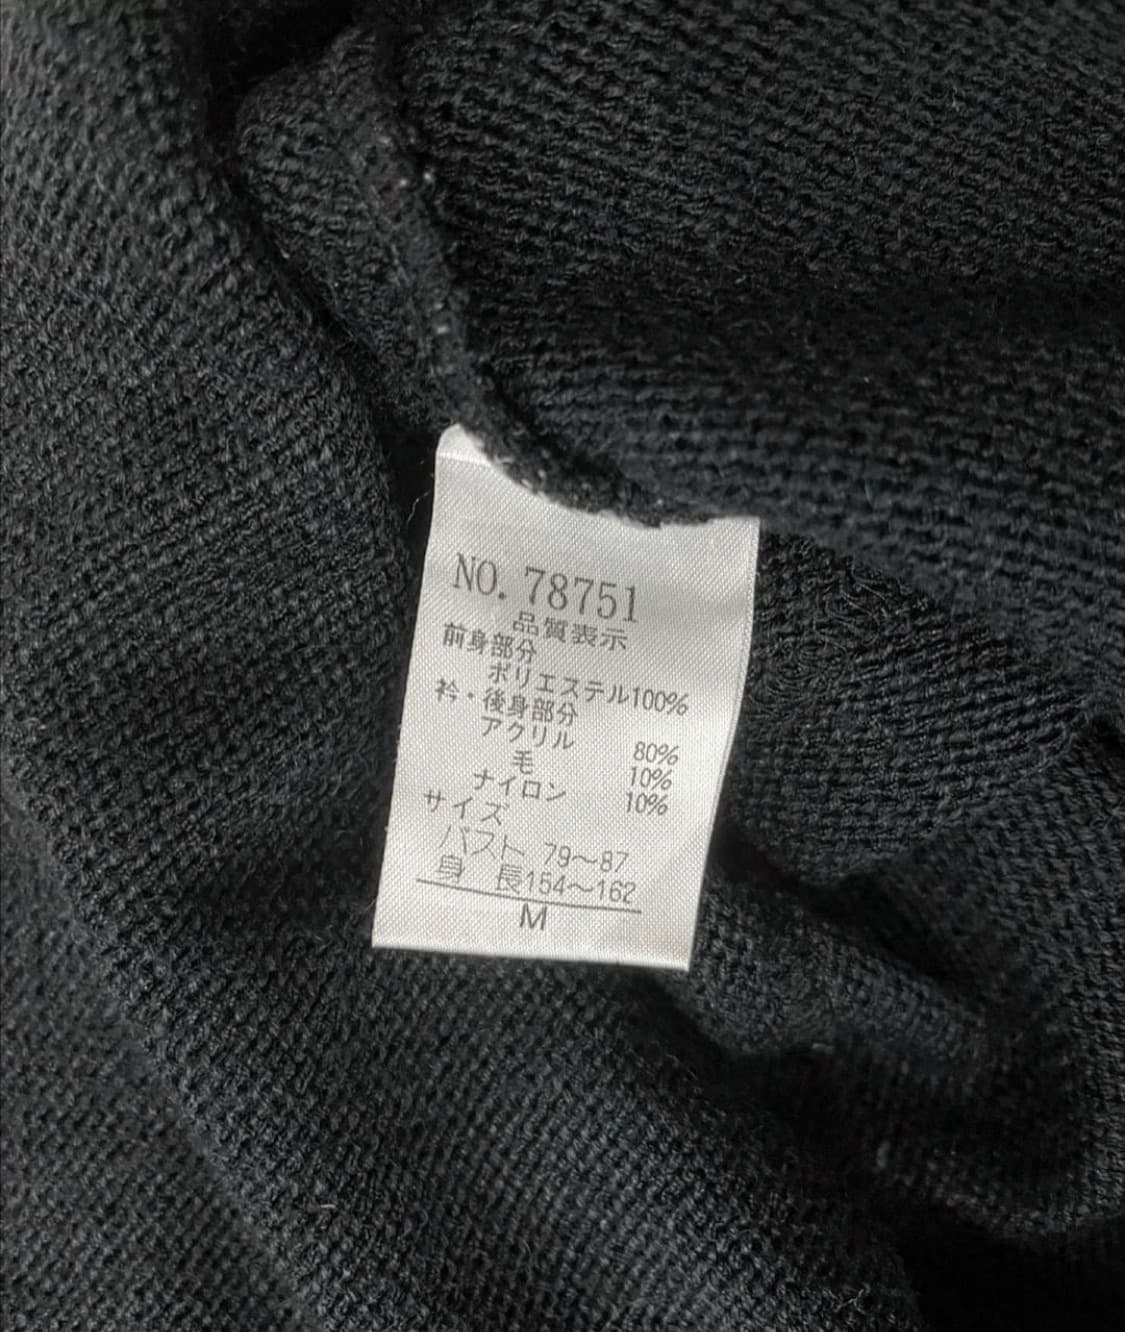 NO. 78751
品質表示
前身部分
ポリエステル100%
衿・後身部分
アクリル 80%
毛 10%
ナイロン 10%
サイズ
バスト 79～87
身 長154～162
M